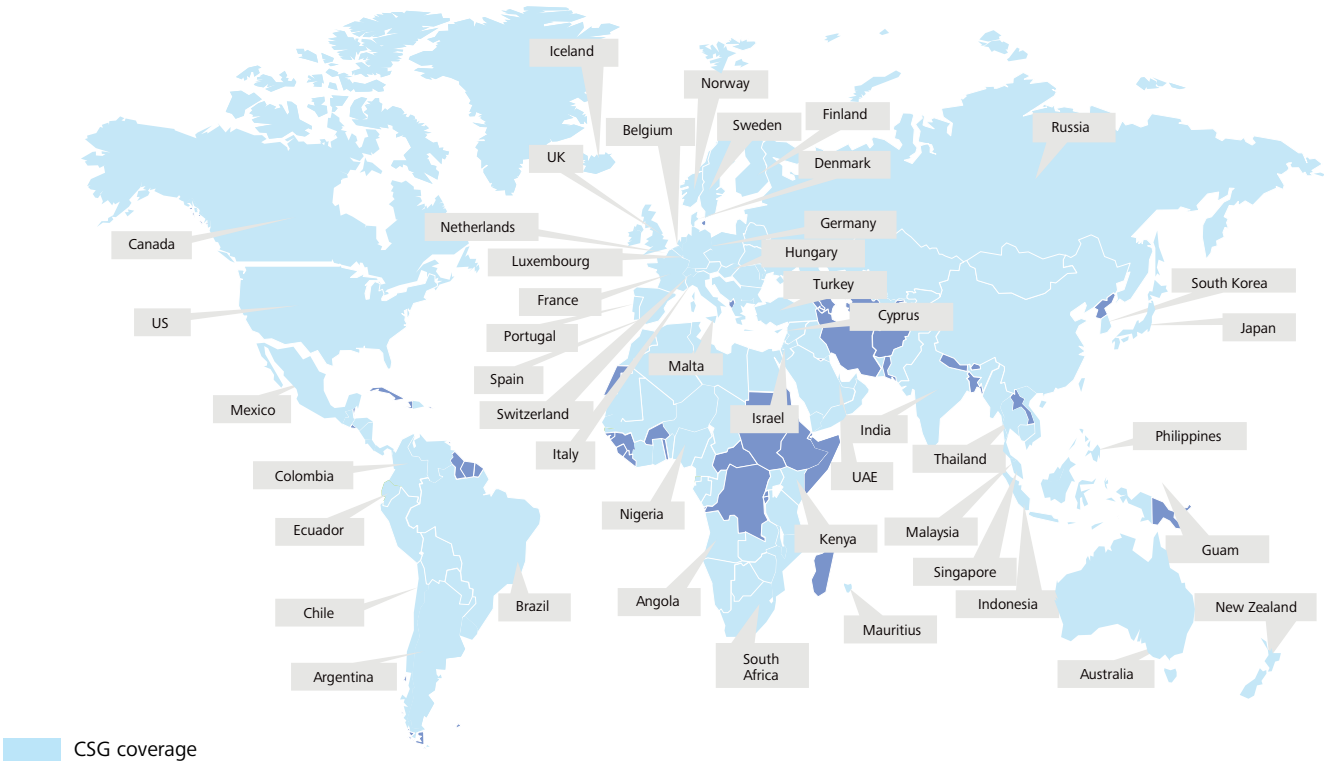 Iceland
Norway
Finland
Belgium
Sweden
Russia
UK
Denmark
Netherlands
Germany
Canada
Hungary
Luxembourg
Turkey
South Korea
France
Cyprus
US
Japan
Portugal
Malta
Spain
Mexico
Switzerland
Israel
India
Philippines
Italy
Thailand
Colombia
UAE
Nigeria
Ecuador
Malaysia
Kenya
Guam
Singapore
Angola
Indonesia
Brazil
New Zealand
Chile
Mauritius
South
Africa
Argentina
Australia
CSG coverage